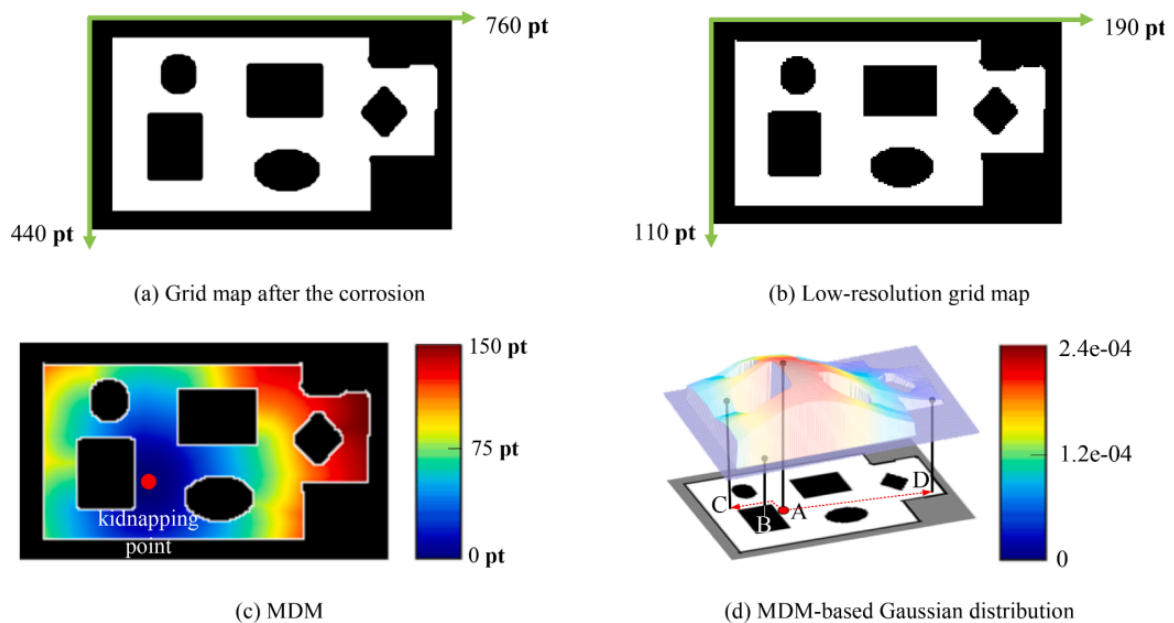 760 pt
440 pt
(a) Grid map after the corrosion
190 pt
110 pt
(b) Low-resolution grid map
150 pt
75 pt
0 pt
kidnapping
point
(c) MDM
2.4e-04
1.2e-04
0
A
B
C
D
(d) MDM-based Gaussian distribution